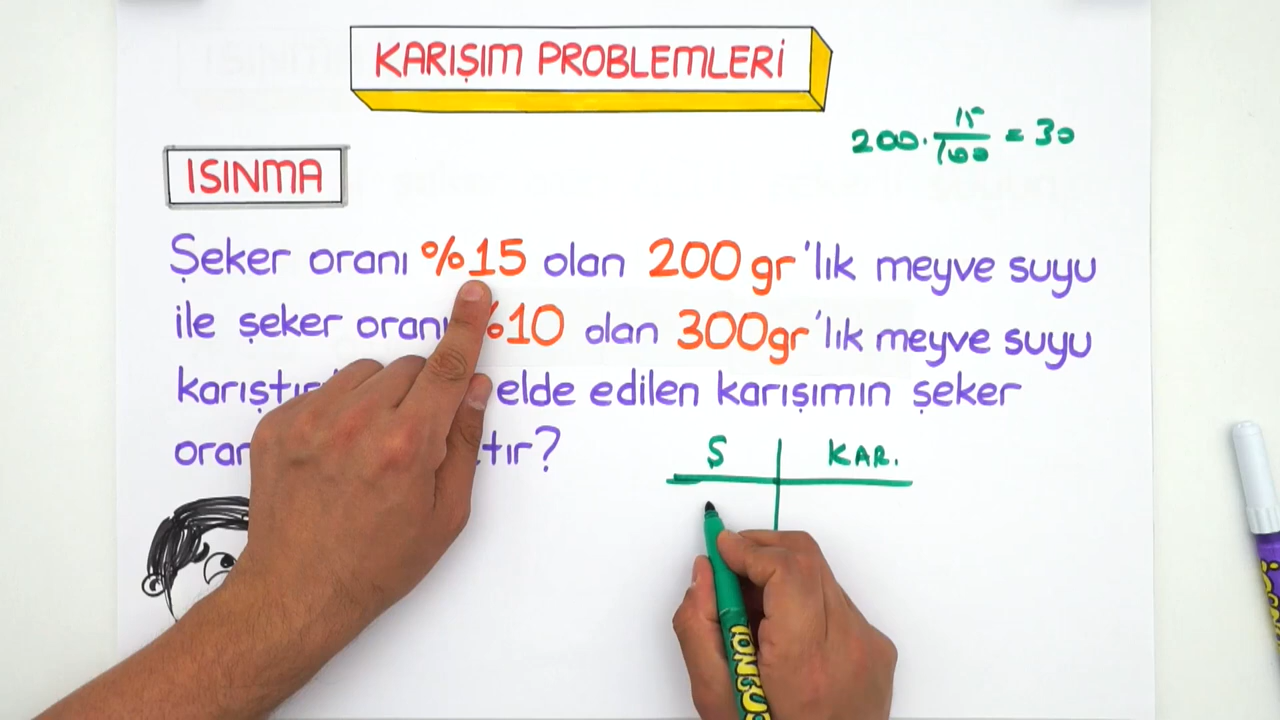 KARIŞIM PROBLEMLERİ
200 · 15/100 = 30
ISINMA
Şeker oranı %15 olan 200 gr'lık meyve suyu
ile şeker oranı %10 olan 300gr'lık meyve suyu
elde edilen karışımın şeker
Ş KAR.